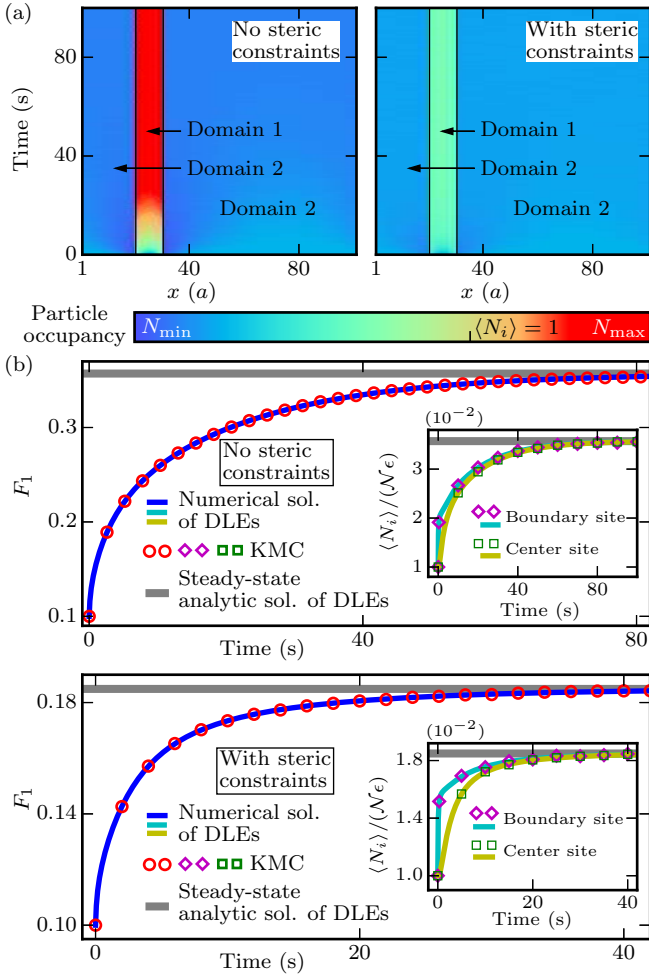 (a)
No steric
constraints
With steric
constraints
Time (s)
80
40
0
Domain 1
Domain 2
Domain 2
Domain 1
Domain 2
Domain 2
1 40 80
x (a)
1 40 80
x (a)
Particle
occupancy
N_min
⟨N_i⟩ = 1
N_max
(b)
F_1
0.3
0.2
0.1
No steric
constraints
Numerical sol.
of DLEs
KMC
Steady-state
analytic sol. of DLEs
0 40 80
Time (s)
(10⁻²)
⟨N_i⟩/(𝒩ϵ)
3
2
1
Boundary site
Center site
0 20 40 60 80
Time (s)
F_1
0.18
0.14
0.10
With steric
constraints
Numerical sol.
of DLEs
KMC
Steady-state
analytic sol. of DLEs
0 20 40
Time (s)
(10⁻²)
⟨N_i⟩/(𝒩ϵ)
1.8
1.4
1.0
Boundary site
Center site
0 20 40
Time (s)